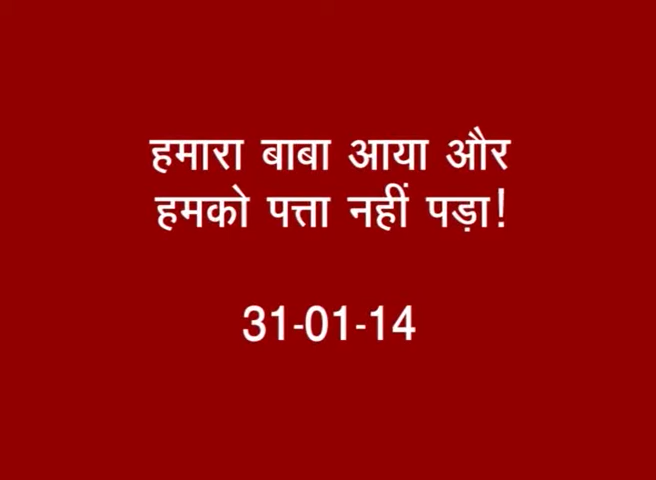 हमारा बाबा आया और
हमको पत्ता नहीं पड़ा!
31-01-14